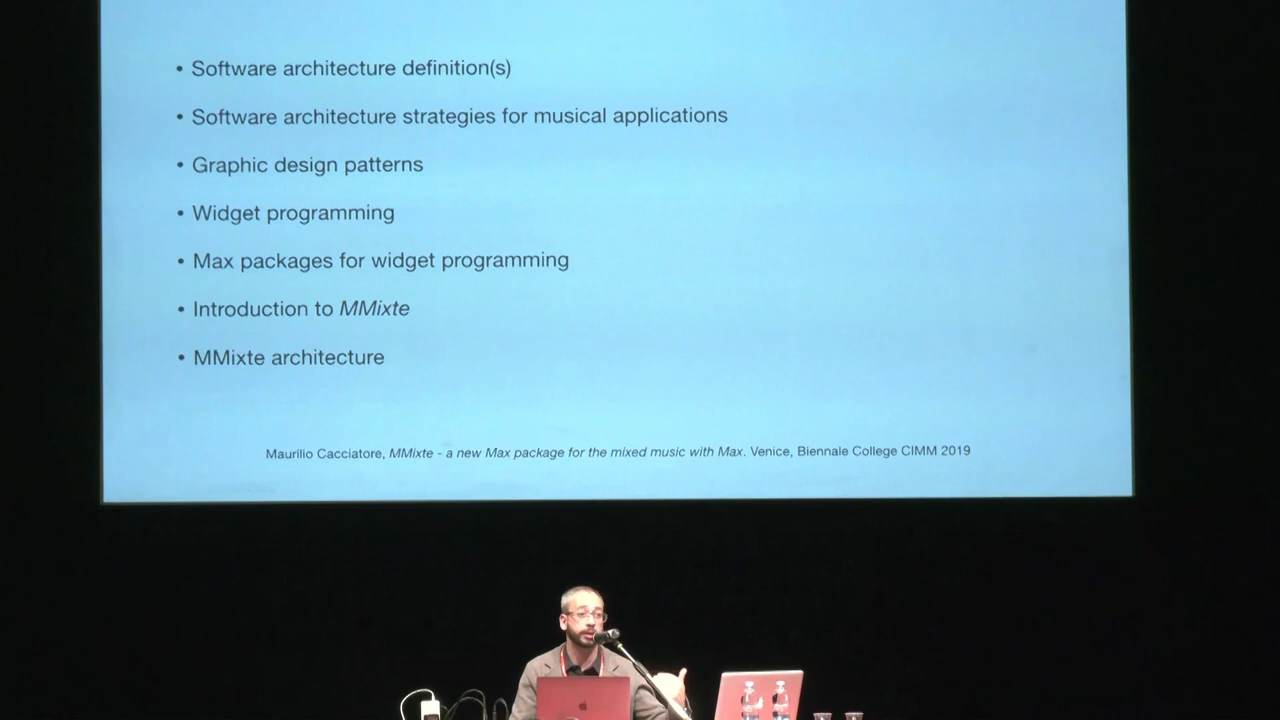 • Software architecture definition(s)
• Software architecture strategies for musical applications
• Graphic design patterns
• Widget programming
• Max packages for widget programming
• Introduction to MMixte
• MMixte architecture
Maurilio Cacciatore, MMixte - a new Max package for the mixed music with Max. Venice, Biennale College CIMM 2019